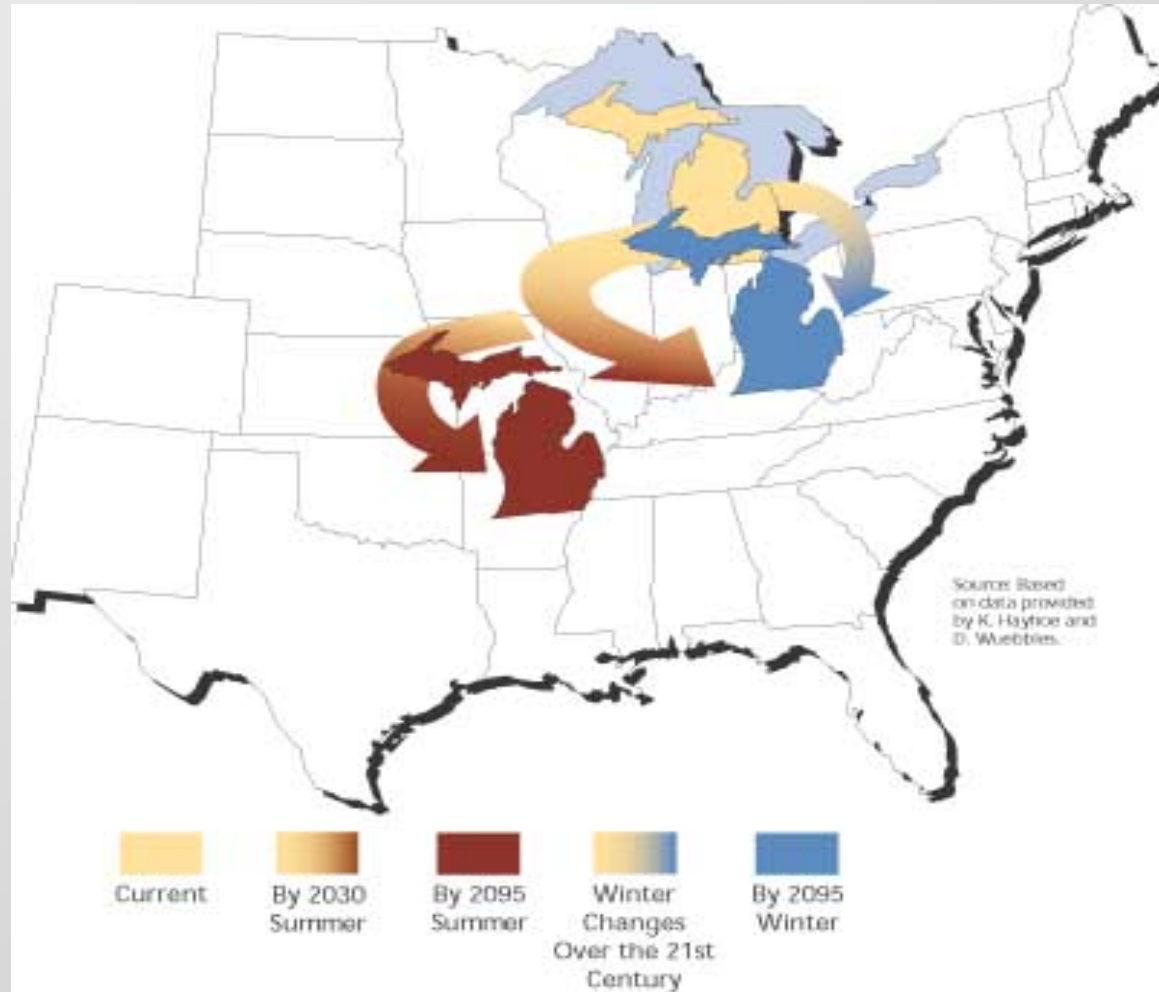 Source: Based
on data provided
by K. Hayhoe and
D. Wuebbles.
Current
By 2030
Summer
By 2095
Summer
Winter
Changes
Over the 21st
Century
By 2095
Winter